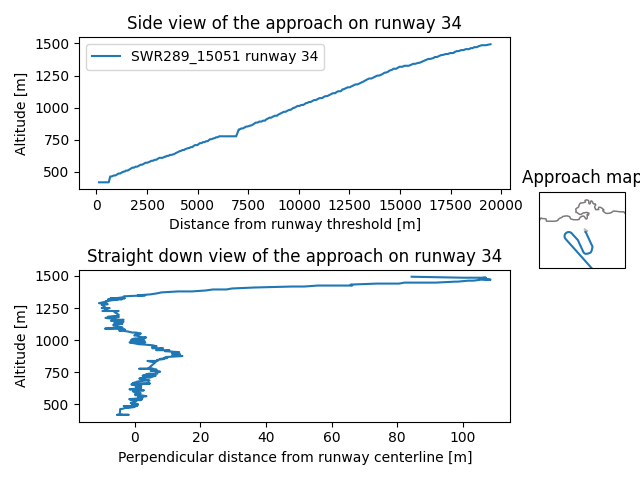 Side view of the approach on runway 34
Altitude [m]
1500
1250
1000
750
500
SWR289_15051 runway 34
0 2500 5000 7500 10000 12500 15000 17500 20000
Distance from runway threshold [m]
Approach map
Straight down view of the approach on runway 34
Altitude [m]
1500
1250
1000
750
500
0 20 40 60 80 100
Perpendicular distance from runway centerline [m]